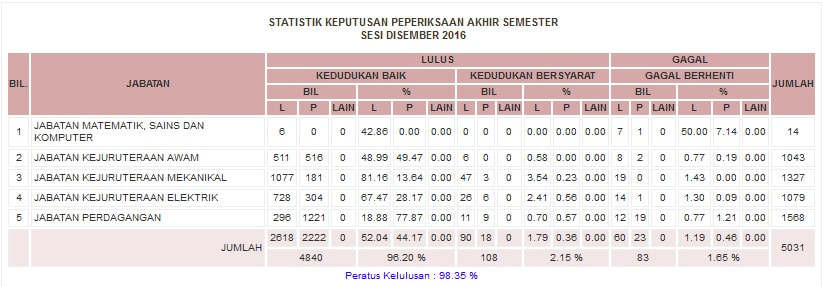 STATISTIK KEPUTUSAN PEPERIKSAAN AKHIR SEMESTER
SESI DISEMBER 2016
BIL. JABATAN LULUS GAGAL JUMLAH
KEDUDUKAN BAIK KEDUDUKAN BERSYARAT GAGAL BERHENTI
BIL % BIL % BIL %
L P LAIN L P LAIN L P LAIN L P LAIN L P LAIN L P LAIN
1 JABATAN MATEMATIK, SAINS DAN KOMPUTER 6 0 0 42.86 0.00 0.00 0 0 0 0.00 0.00 0.00 7 1 0 50.00 7.14 0.00 14
2 JABATAN KEJURUTERAAN AWAM 511 516 0 48.99 49.47 0.00 6 0 0 0.58 0.00 0.00 8 2 0 0.77 0.19 0.00 1043
3 JABATAN KEJURUTERAAN MEKANIKAL 1077 181 0 81.16 13.64 0.00 47 3 0 3.54 0.23 0.00 19 0 0 1.43 0.00 0.00 1327
4 JABATAN KEJURUTERAAN ELEKTRIK 728 304 0 67.47 28.17 0.00 26 6 0 2.41 0.56 0.00 14 1 0 1.30 0.09 0.00 1079
5 JABATAN PERDAGANGAN 296 1221 0 18.88 77.87 0.00 11 9 0 0.70 0.57 0.00 12 19 0 0.77 1.21 0.00 1568
JUMLAH 2618 2222 0 52.04 44.17 0.00 90 18 0 1.79 0.36 0.00 60 23 0 1.19 0.46 0.00 5031
4840 96.20 % 108 2.15 % 83 1.65 %
Peratus Kelulusan : 98.35 %